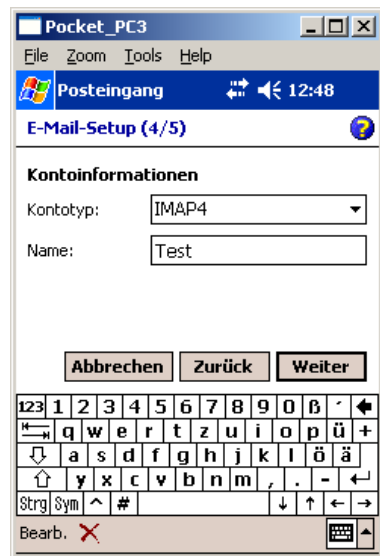 Pocket_PC3
File Zoom Tools Help
Posteingang 12:48
E-Mail-Setup (4/5) ?
Kontoinformationen
Kontotyp: IMAP4
Name: Test
Abbrechen Zurück Weiter
123 1 2 3 4 5 6 7 8 9 0 ß ´
q w e r t z u i o p ü +
a s d f g h j k l ö ä
y x c v b n m , . -
Strg Sym ^ # ↓ ↑ ← →
Bearb.